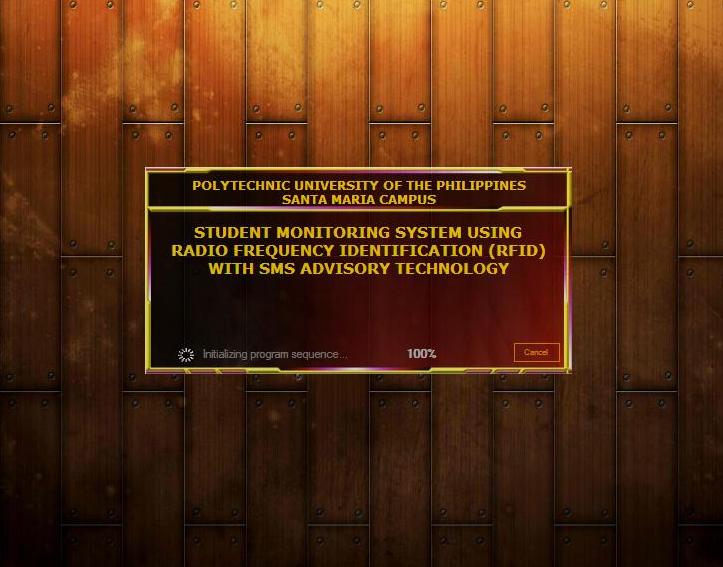 POLYTECHNIC UNIVERSITY OF THE PHILIPPINES
SANTA MARIA CAMPUS
STUDENT MONITORING SYSTEM USING
RADIO FREQUENCY IDENTIFICATION (RFID)
WITH SMS ADVISORY TECHNOLOGY
Initializing program sequence... 100% Cancel